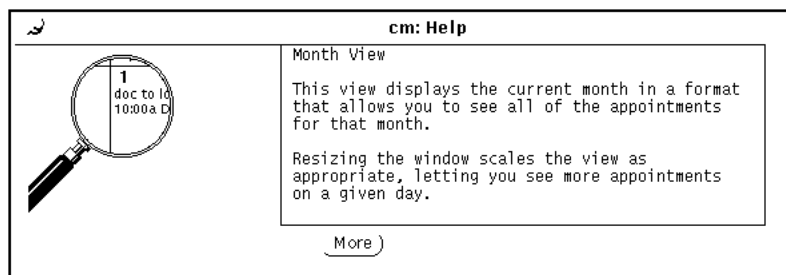 cm: Help
1
doc to
10:00a D
Month View
This view displays the current month in a format
that allows you to see all of the appointments
for that month.
Resizing the window scales the view as
appropriate, letting you see more appointments
on a given day.
More